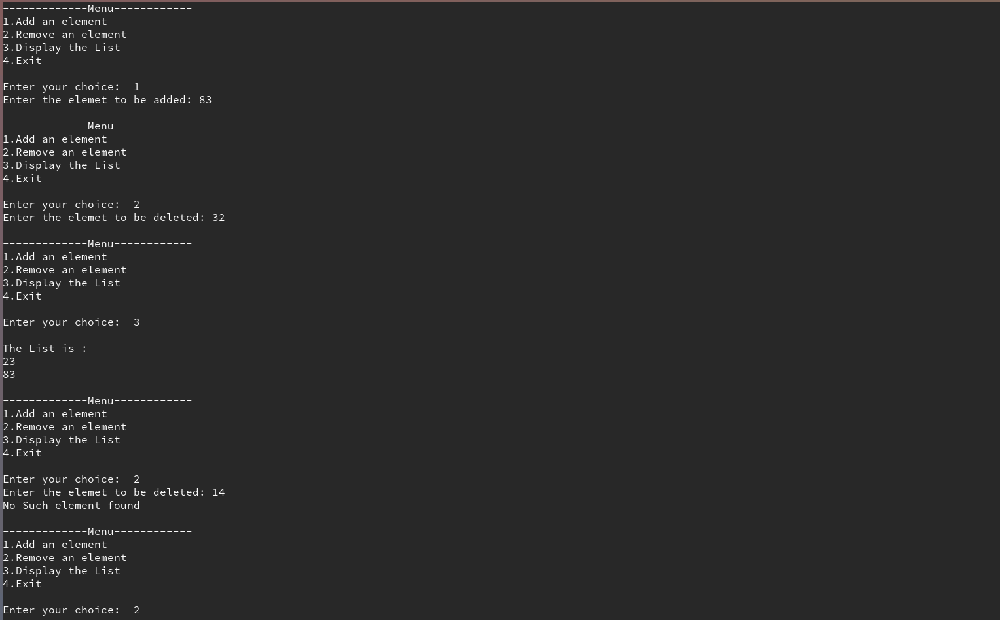 -------------Menu------------
1.Add an element
2.Remove an element
3.Display the List
4.Exit
Enter your choice:  1
Enter the elemet to be added: 83
-------------Menu------------
1.Add an element
2.Remove an element
3.Display the List
4.Exit
Enter your choice:  2
Enter the elemet to be deleted: 32
-------------Menu------------
1.Add an element
2.Remove an element
3.Display the List
4.Exit
Enter your choice:  3
The List is :
23
83
-------------Menu------------
1.Add an element
2.Remove an element
3.Display the List
4.Exit
Enter your choice:  2
Enter the elemet to be deleted: 14
No Such element found
-------------Menu------------
1.Add an element
2.Remove an element
3.Display the List
4.Exit
Enter your choice:  2